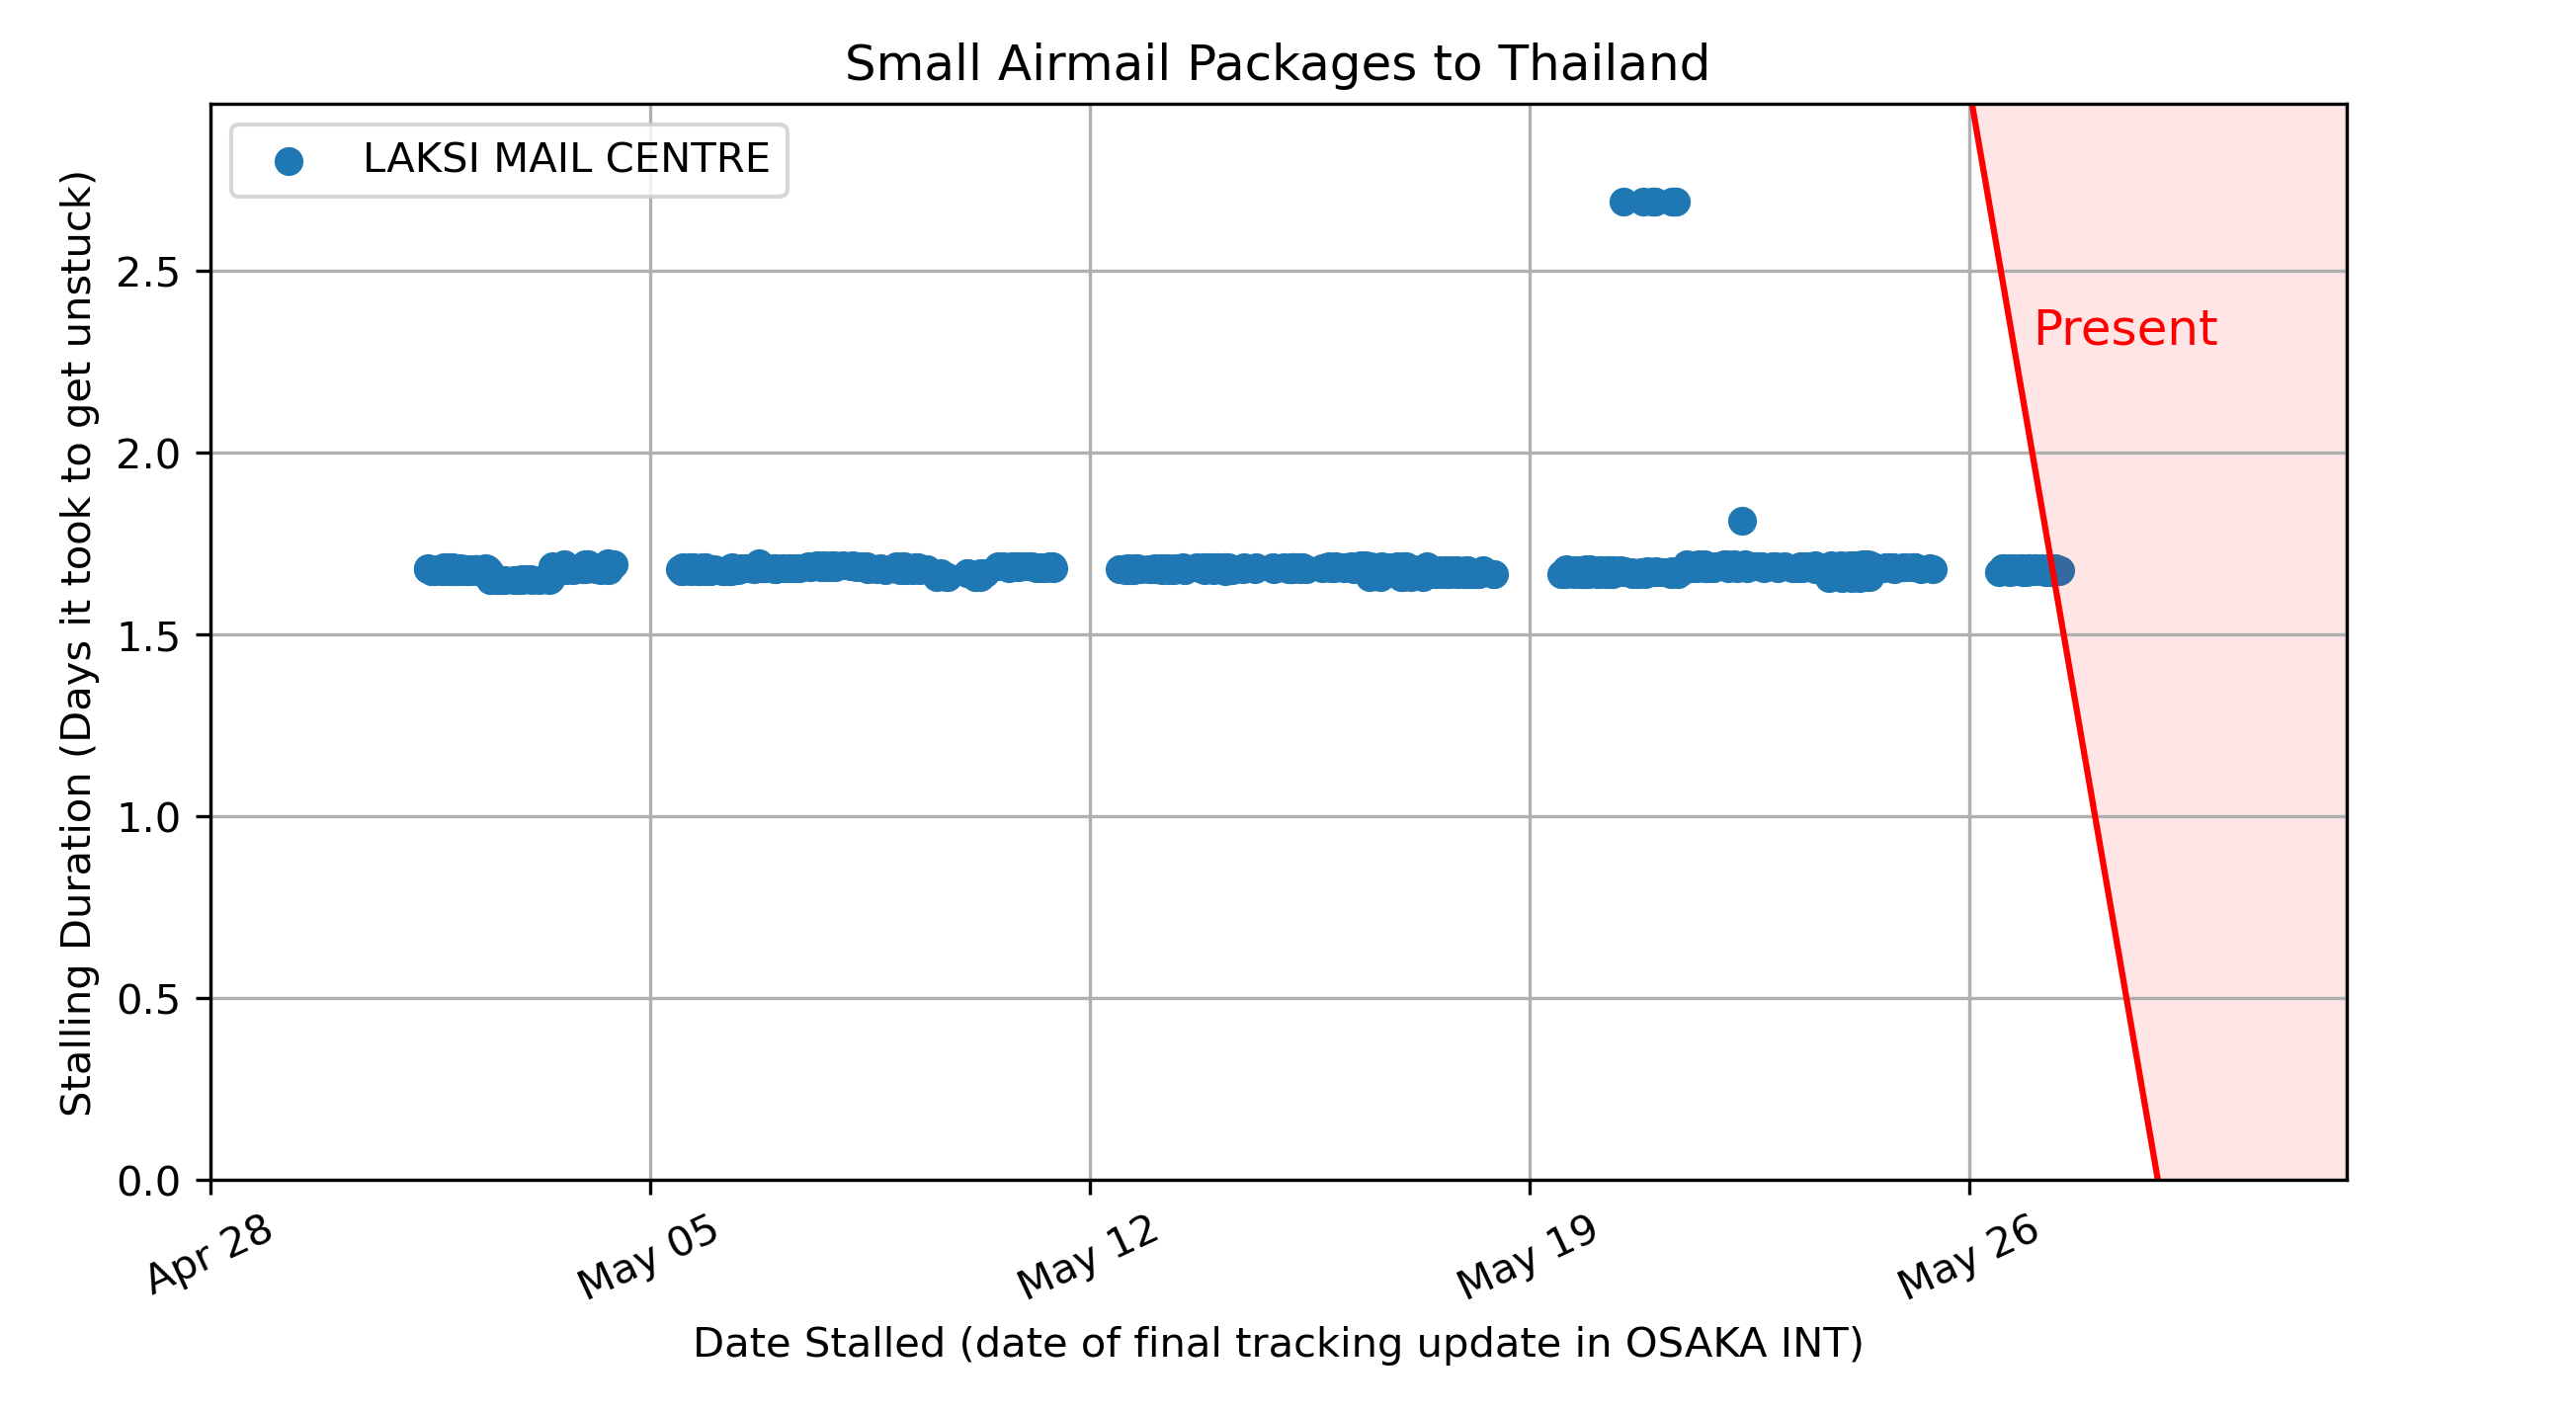 Small Airmail Packages to Thailand
LAKSI MAIL CENTRE
Present
Stalling Duration (Days it took to get unstuck)
2.5
2.0
1.5
1.0
0.5
0.0
Apr 28
May 05
May 12
May 19
May 26
Date Stalled (date of final tracking update in OSAKA INT)